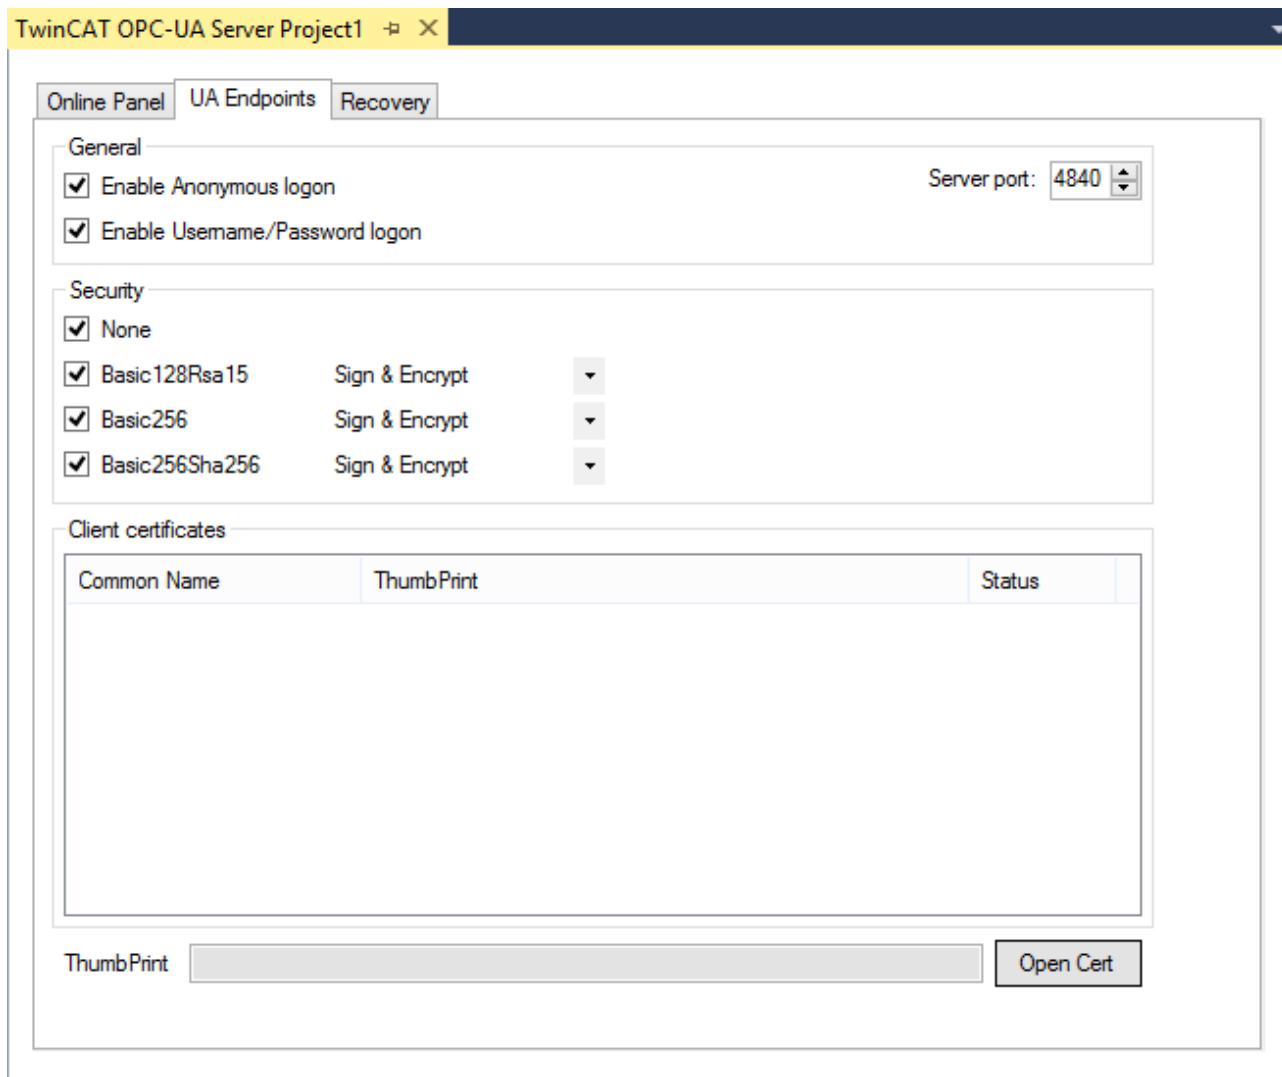 TwinCAT OPC-UA Server Project1
Online Panel UA Endpoints Recovery
General
Enable Anonymous logon Server port: 4840
Enable Username/Password logon
Security
None
Basic128Rsa15 Sign & Encrypt
Basic256 Sign & Encrypt
Basic256Sha256 Sign & Encrypt
Client certificates
Common Name ThumbPrint Status
ThumbPrint Open Cert